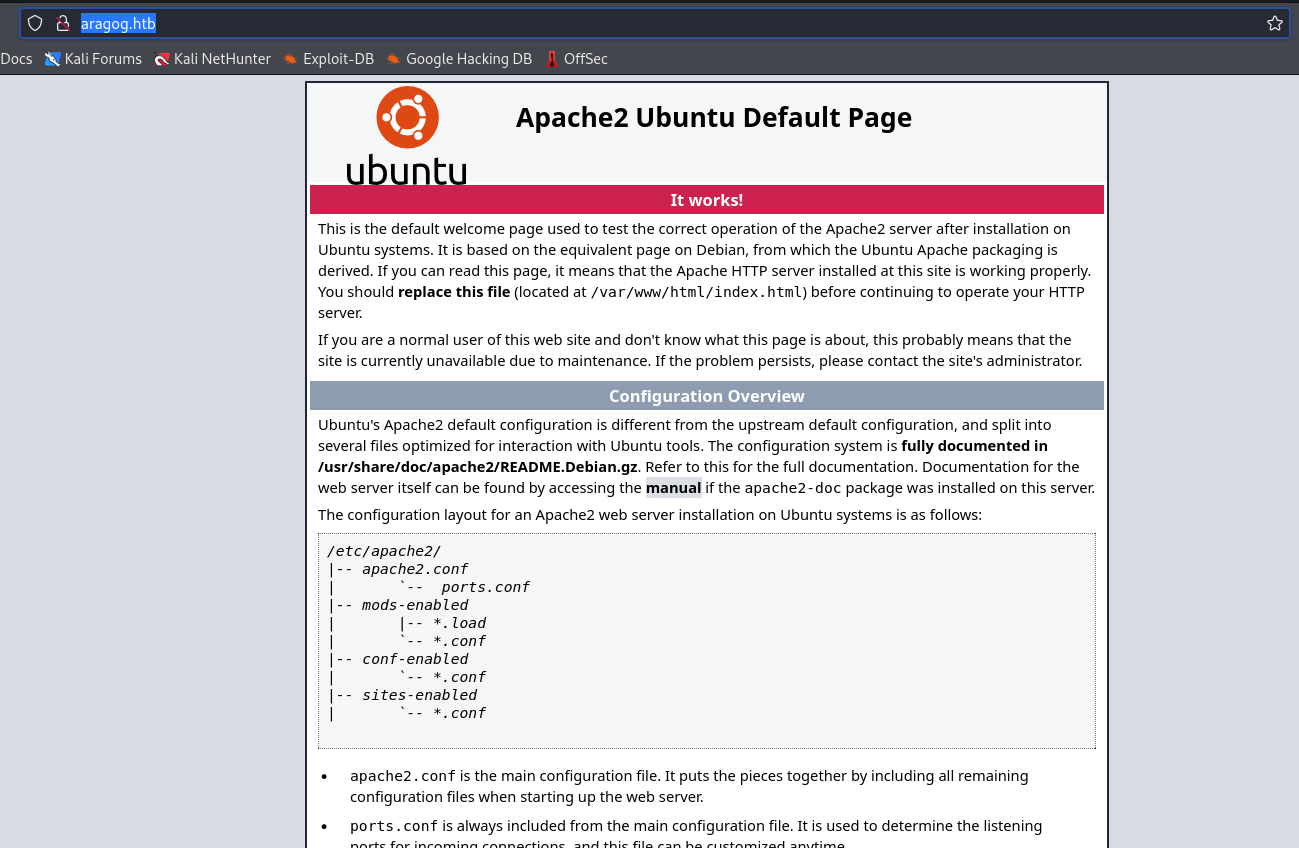 aragog.htb
Docs Kali Forums Kali NetHunter Exploit-DB Google Hacking DB OffSec
ubuntu
Apache2 Ubuntu Default Page
It works!
This is the default welcome page used to test the correct operation of the Apache2 server after installation on
Ubuntu systems. It is based on the equivalent page on Debian, from which the Ubuntu Apache packaging is
derived. If you can read this page, it means that the Apache HTTP server installed at this site is working properly.
You should replace this file (located at /var/www/html/index.html) before continuing to operate your HTTP
server.
If you are a normal user of this web site and don't know what this page is about, this probably means that the
site is currently unavailable due to maintenance. If the problem persists, please contact the site's administrator.
Configuration Overview
Ubuntu's Apache2 default configuration is different from the upstream default configuration, and split into
several files optimized for interaction with Ubuntu tools. The configuration system is fully documented in
/usr/share/doc/apache2/README.Debian.gz. Refer to this for the full documentation. Documentation for the
web server itself can be found by accessing the manual if the apache2-doc package was installed on this server.
The configuration layout for an Apache2 web server installation on Ubuntu systems is as follows:
/etc/apache2/
|-- apache2.conf
|       `--  ports.conf
|-- mods-enabled
|       |-- *.load
|       `-- *.conf
|-- conf-enabled
|       `-- *.conf
|-- sites-enabled
|       `-- *.conf
• apache2.conf is the main configuration file. It puts the pieces together by including all remaining
configuration files when starting up the web server.
• ports.conf is always included from the main configuration file. It is used to determine the listening
ports for incoming connections, and this file can be customized anytime.